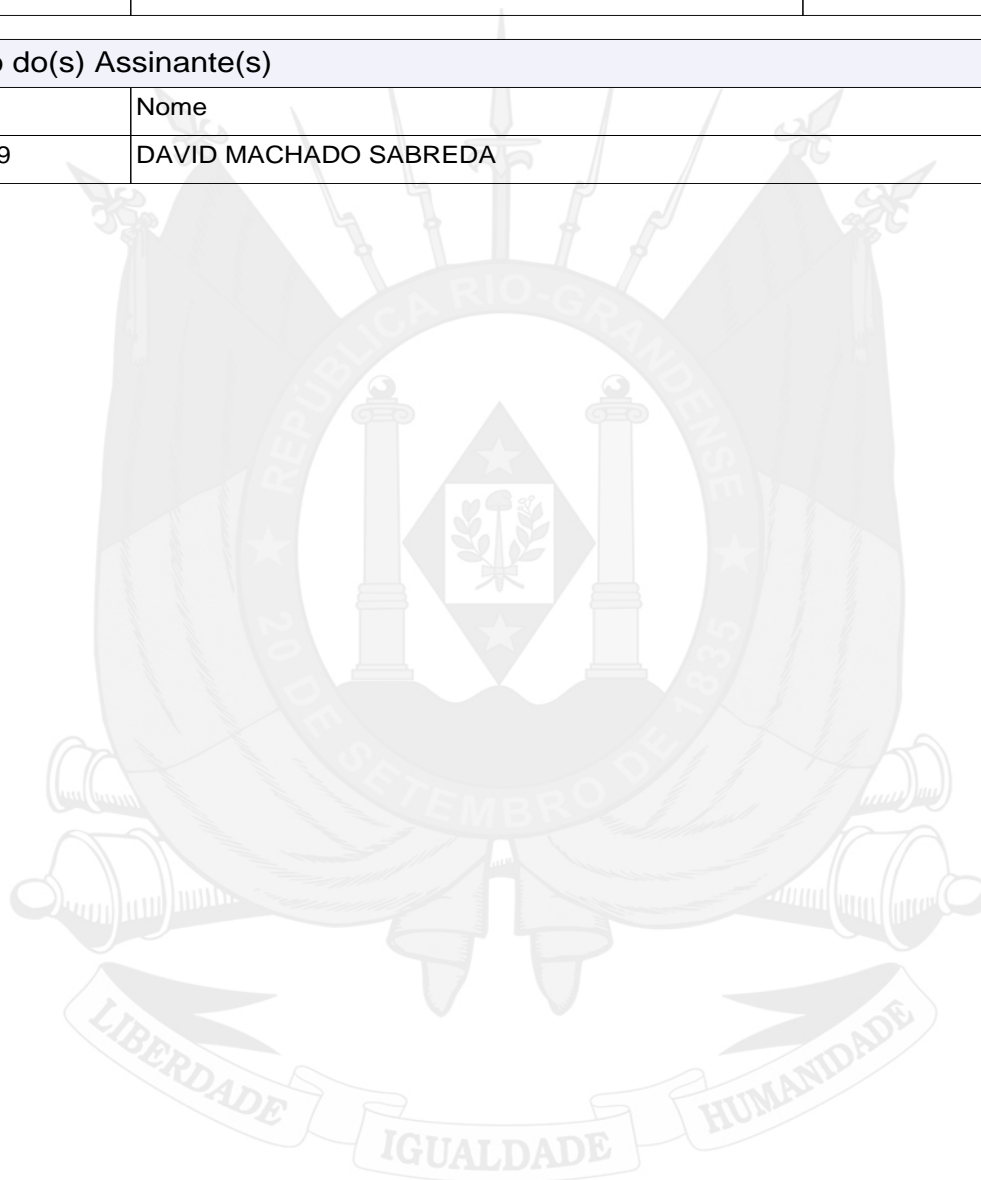 o do(s) Assinante(s)
Nome
9
DAVID MACHADO SABREDA
REPÚBLICA RIO-GRANDENSE
20 DE SETEMBRO DE 1835
LIBERDADE
IGUALDADE
HUMANIDADE